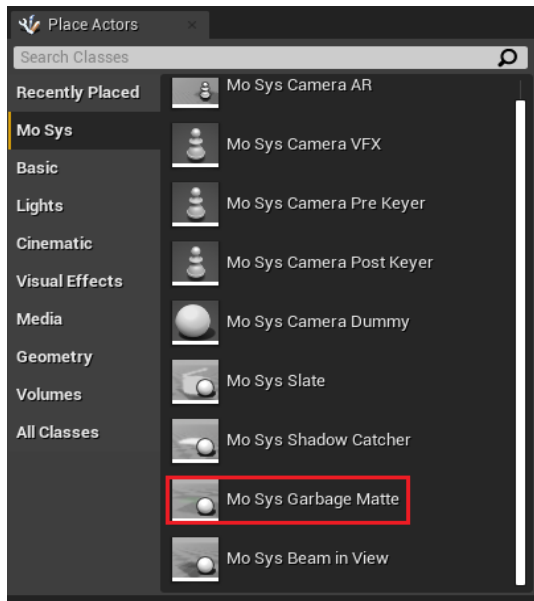 Place Actors
Search Classes
Recently Placed
Mo Sys
Basic
Lights
Cinematic
Visual Effects
Media
Geometry
Volumes
All Classes
Mo Sys Camera AR
Mo Sys Camera VFX
Mo Sys Camera Pre Keyer
Mo Sys Camera Post Keyer
Mo Sys Camera Dummy
Mo Sys Slate
Mo Sys Shadow Catcher
Mo Sys Garbage Matte
Mo Sys Beam in View